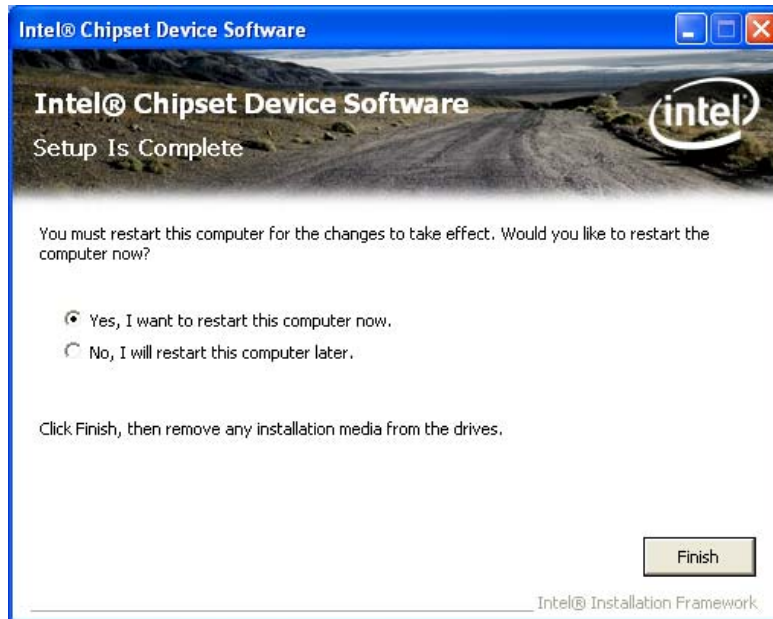 Intel® Chipset Device Software
Intel® Chipset Device Software
intel
Setup Is Complete
You must restart this computer for the changes to take effect. Would you like to restart the
computer now?
Yes, I want to restart this computer now.
No, I will restart this computer later.
Click Finish, then remove any installation media from the drives.
Finish
Intel® Installation Framework